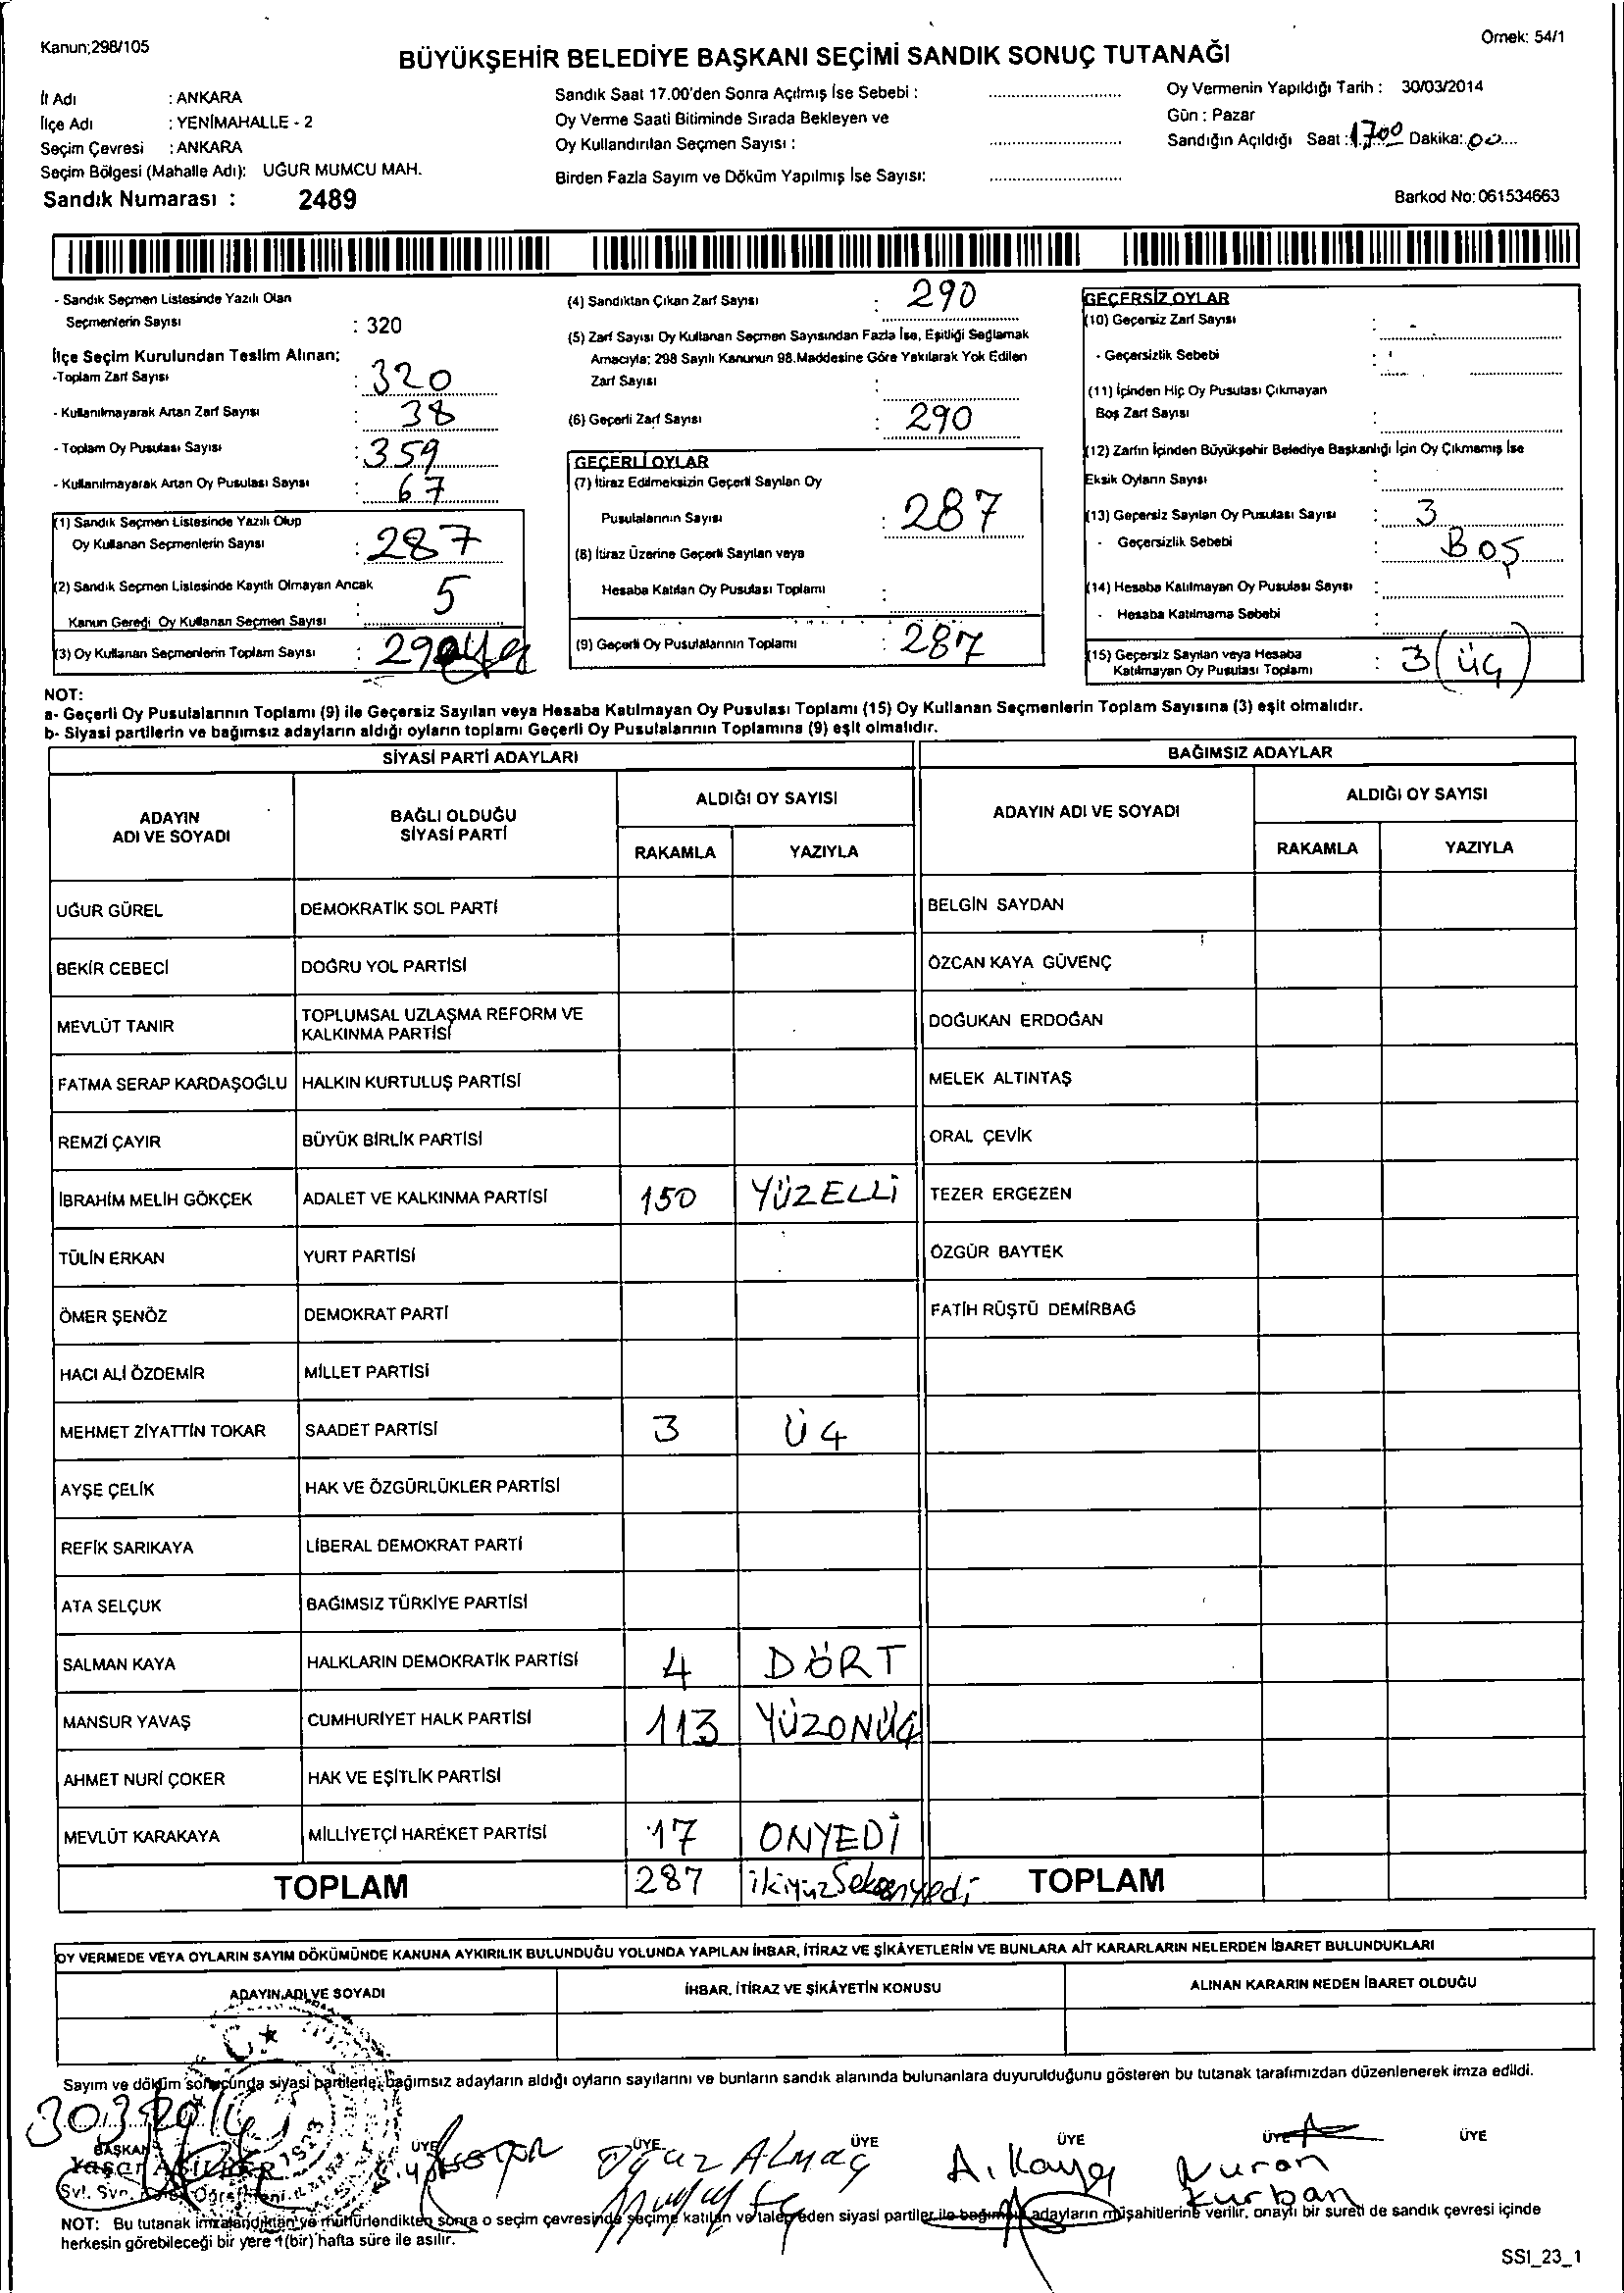 Kanun;298/105
Örnek: 54/1
BÜYÜKŞEHİR BELEDİYE BAŞKANI SEÇİMİ SANDIK SONUÇ TUTANAĞI
İl Adı : ANKARA
İlçe Adı : YENİMAHALLE - 2
Seçim Çevresi : ANKARA
Seçim Bölgesi (Mahalle Adı): UĞUR MUMCU MAH.
Sandık Numarası : 2489
Sandık Saat 17.00'den Sonra Açılmış İse Sebebi :
Oy Verme Saati Bitiminde Sırada Bekleyen ve
Oy Kullandırılan Seçmen Sayısı :
Birden Fazla Sayım ve Döküm Yapılmış İse Sayısı:
Oy Vermenin Yapıldığı Tarih : 30/03/2014
Gün : Pazar
Sandığın Açıldığı Saat : 1700 Dakika: 00
Barkod No: 061534663
- Sandık Seçmen Listesinde Yazılı Olan
Seçmenlerin Sayısı : 320
İlçe Seçim Kurulundan Teslim Alınan;
-Toplam Zarf Sayısı : 320
- Kullanılmayarak Artan Zarf Sayısı : 38
- Toplam Oy Pusulası Sayısı : 359
- Kullanılmayarak Artan Oy Pusulası Sayısı : 67
(1) Sandık Seçmen Listesinde Yazılı Olup
Oy Kullanan Seçmenlerin Sayısı : 287
(2) Sandık Seçmen Listesinde Kayıtlı Olmayan Ancak
Kanun Gereği Oy Kullanan Seçmen Sayısı : 5
(3) Oy Kullanan Seçmenlerin Toplam Sayısı :
(4) Sandıktan Çıkan Zarf Sayısı : 290
(5) Zarf Sayısı Oy Kullanan Seçmen Sayısından Fazla İse, Eşitliği Sağlamak
Amacıyla; 298 Sayılı Kanunun 98.Maddesine Göre Yakılarak Yok Edilen
Zarf Sayısı :
(6) Geçerli Zarf Sayısı : 290
GEÇERLİ OYLAR
(7) İtiraz Edilmeksizin Geçerli Sayılan Oy
Pusulalarının Sayısı : 287
(8) İtiraz Üzerine Geçerli Sayılan veya
Hesaba Katılan Oy Pusulası Toplamı :
(9) Geçerli Oy Pusulalarının Toplamı : 287
GEÇERSİZ OYLAR
(10) Geçersiz Zarf Sayısı :
- Geçersizlik Sebebi :
(11) İçinden Hiç Oy Pusulası Çıkmayan
Boş Zarf Sayısı :
(12) Zarfın İçinden Büyükşehir Belediye Başkanlığı İçin Oy Çıkmamış İse
Eksik Oyların Sayısı :
(13) Geçersiz Sayılan Oy Pusulası Sayısı : 3
- Geçersizlik Sebebi : BOŞ
(14) Hesaba Katılmayan Oy Pusulası Sayısı :
- Hesaba Katılmama Sebebi :
(15) Geçersiz Sayılan veya Hesaba
Katılmayan Oy Pusulası Toplamı : 3 (ÜÇ)
NOT:
a- Geçerli Oy Pusulalarının Toplamı (9) ile Geçersiz Sayılan veya Hesaba Katılmayan Oy Pusulası Toplamı (15) Oy Kullanan Seçmenlerin Toplam Sayısına (3) eşit olmalıdır.
b- Siyasi partilerin ve bağımsız adayların aldığı oyların toplamı Geçerli Oy Pusulalarının Toplamına (9) eşit olmalıdır.
SİYASİ PARTİ ADAYLARI
BAĞIMSIZ ADAYLAR
ADAYIN ADI VE SOYADI
BAĞLI OLDUĞU SİYASİ PARTİ
ALDIĞI OY SAYISI
RAKAMLA YAZIYLA
ADAYIN ADI VE SOYADI
ALDIĞI OY SAYISI
RAKAMLA YAZIYLA
UĞUR GÜREL DEMOKRATİK SOL PARTİ BELGİN SAYDAN
BEKİR CEBECİ DOĞRU YOL PARTİSİ ÖZCAN KAYA GÜVENÇ
MEVLÜT TANIR TOPLUMSAL UZLAŞMA REFORM VE KALKINMA PARTİSİ DOĞUKAN ERDOĞAN
FATMA SERAP KARDAŞOĞLU HALKIN KURTULUŞ PARTİSİ MELEK ALTINTAŞ
REMZİ ÇAYIR BÜYÜK BİRLİK PARTİSİ ORAL ÇEVİK
İBRAHİM MELİH GÖKÇEK ADALET VE KALKINMA PARTİSİ 150 YÜZELLİ TEZER ERGEZEN
TÜLİN ERKAN YURT PARTİSİ ÖZGÜR BAYTEK
ÖMER ŞENÖZ DEMOKRAT PARTİ FATİH RÜŞTÜ DEMİRBAĞ
HACI ALİ ÖZDEMİR MİLLET PARTİSİ
MEHMET ZİYATTİN TOKAR SAADET PARTİSİ 3 ÜÇ
AYŞE ÇELİK HAK VE ÖZGÜRLÜKLER PARTİSİ
REFİK SARIKAYA LİBERAL DEMOKRAT PARTİ
ATA SELÇUK BAĞIMSIZ TÜRKİYE PARTİSİ
SALMAN KAYA HALKLARIN DEMOKRATİK PARTİSİ 4 DÖRT
MANSUR YAVAŞ CUMHURİYET HALK PARTİSİ 113 YÜZONÜÇ
AHMET NURİ ÇOKER HAK VE EŞİTLİK PARTİSİ
MEVLÜT KARAKAYA MİLLİYETÇİ HAREKET PARTİSİ 17 ONYEDİ
TOPLAM 287 ikiyüzSeksenyedi TOPLAM
OY VERMEDE VEYA OYLARIN SAYIM DÖKÜMÜNDE KANUNA AYKIRILIK BULUNDUĞU YOLUNDA YAPILAN İHBAR, İTİRAZ VE ŞİKÂYETLERİN VE BUNLARA AİT KARARLARIN NELERDEN İBARET BULUNDUKLARI
ADAYIN ADI VE SOYADI İHBAR, İTİRAZ VE ŞİKÂYETİN KONUSU ALINAN KARARIN NEDEN İBARET OLDUĞU
Sayım ve döküm sonucunda siyasi partilerle, bağımsız adayların aldığı oyların sayılarını ve bunların sandık alanında bulunanlara duyurulduğunu gösteren bu tutanak tarafımızdan düzenlenerek imza edildi.
BAŞKAN ÜYE ÜYE ÜYE ÜYE ÜYE ÜYE
Yaşar
Oğuz ALMAÇ A. Kaya Nuran Kurban
NOT: Bu tutanak imzalandıktan ve mühürlendikten sonra o seçim çevresinde seçime katılan ve talep eden siyasi partiler ile bağımsız adayların müşahitlerine verilir, onaylı bir sureti de sandık çevresi içinde
herkesin görebileceği bir yere 1(bir) hafta süre ile asılır.
SSI_23_1